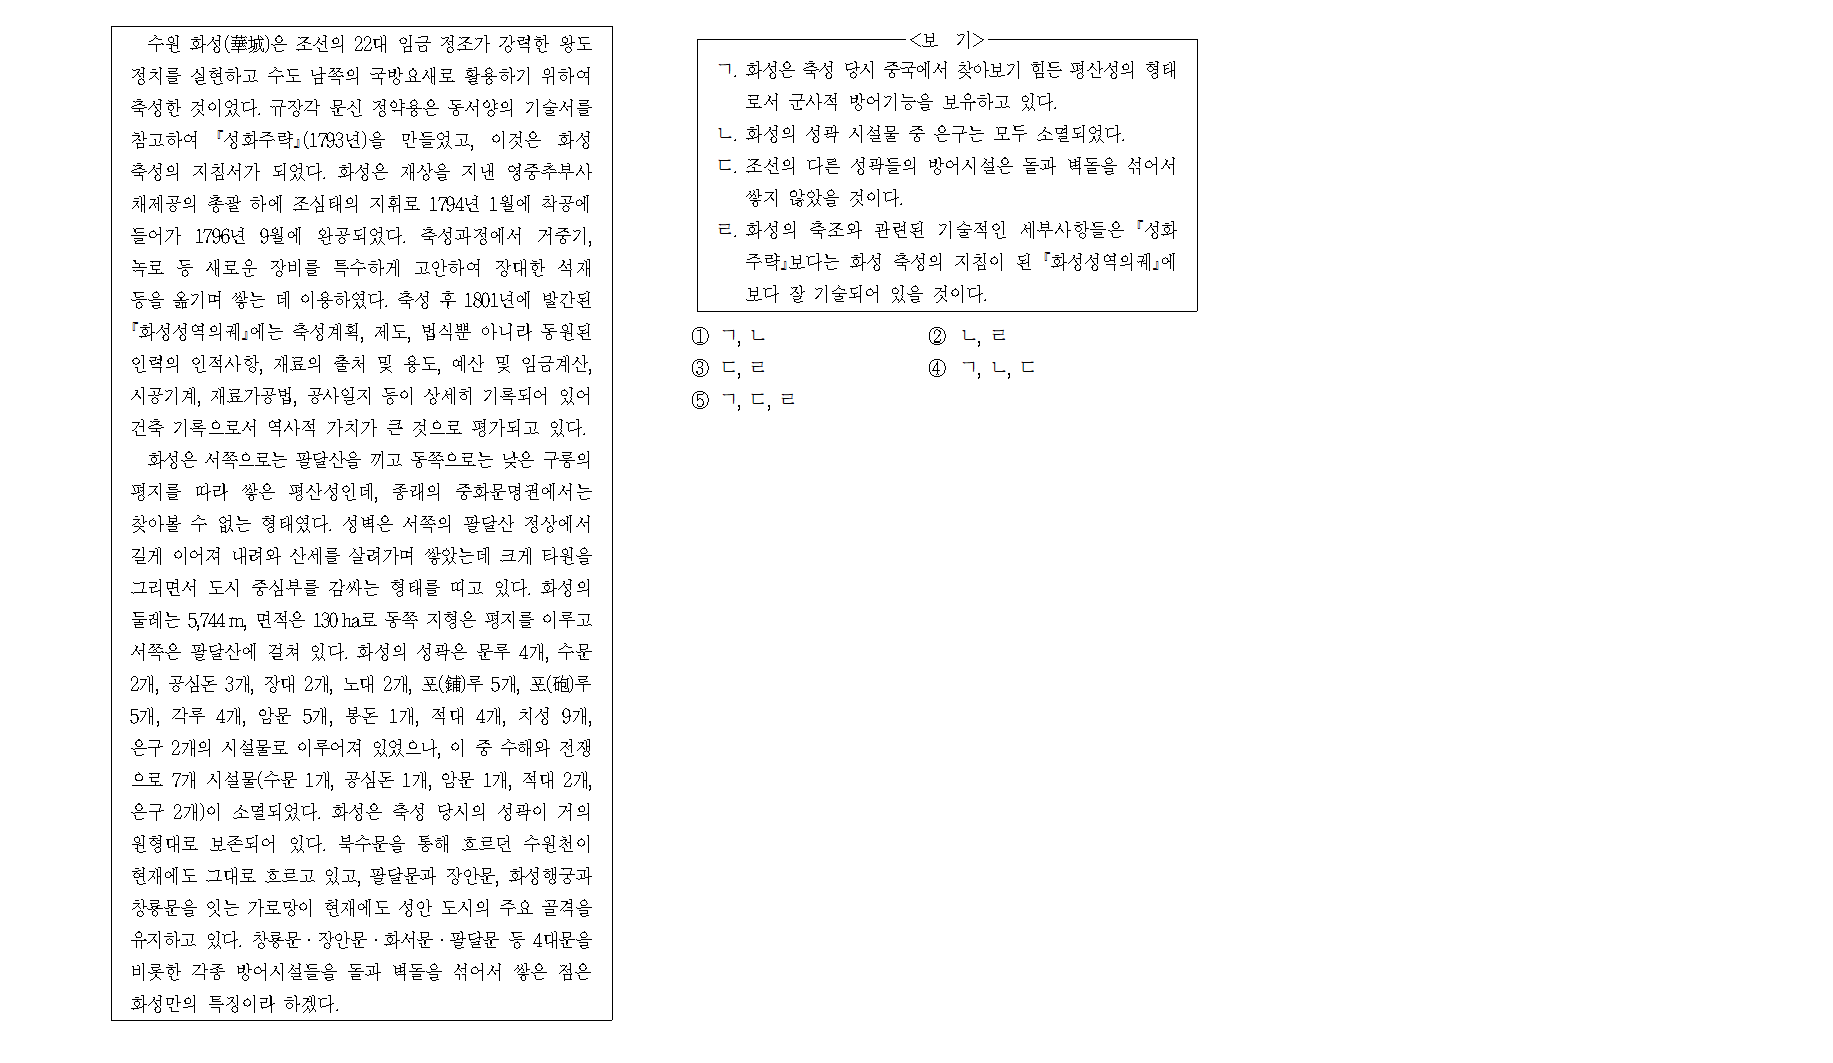 수원 화성(華城)은 조선의 22대 임금 정조가 강력한 왕도
정치를 실현하고 수도 남쪽의 국방요새로 활용하기 위하여
축성한 것이었다. 규장각 문신 정약용은 동서양의 기술서를
참고하여 『성화주략』(1793년)을 만들었고, 이것은 화성
축성의 지침서가 되었다. 화성은 재상을 지낸 영중추부사
채제공의 총괄 하에 조심태의 지휘로 1794년 1월에 착공에
들어가 1796년 9월에 완공되었다. 축성과정에서 거중기,
녹로 등 새로운 장비를 특수하게 고안하여 장대한 석재
등을 옮기며 쌓는 데 이용하였다. 축성 후 1801년에 발간된
『화성성역의궤』에는 축성계획, 제도, 법식뿐 아니라 동원된
인력의 인적사항, 재료의 출처 및 용도, 예산 및 임금계산,
시공기계, 재료가공법, 공사일지 등이 상세히 기록되어 있어
건축 기록으로서 역사적 가치가 큰 것으로 평가되고 있다.
화성은 서쪽으로는 팔달산을 끼고 동쪽으로는 낮은 구릉의
평지를 따라 쌓은 평산성인데, 종래의 중화문명권에서는
찾아볼 수 없는 형태였다. 성벽은 서쪽의 팔달산 정상에서
길게 이어져 내려와 산세를 살려가며 쌓았는데 크게 타원을
그리면서 도시 중심부를 감싸는 형태를 띠고 있다. 화성의
둘레는 5,744 m, 면적은 130 ha로 동쪽 지형은 평지를 이루고
서쪽은 팔달산에 걸쳐 있다. 화성의 성곽은 문루 4개, 수문
2개, 공심돈 3개, 장대 2개, 노대 2개, 포(鋪)루 5개, 포(砲)루
5개, 각루 4개, 암문 5개, 봉돈 1개, 적대 4개, 치성 9개,
은구 2개의 시설물로 이루어져 있었으나, 이 중 수해와 전쟁
으로 7개 시설물(수문 1개, 공심돈 1개, 암문 1개, 적대 2개,
은구 2개)이 소멸되었다. 화성은 축성 당시의 성곽이 거의
원형대로 보존되어 있다. 북수문을 통해 흐르던 수원천이
현재에도 그대로 흐르고 있고, 팔달문과 장안문, 화성행궁과
창룡문을 잇는 가로망이 현재에도 성안 도시의 주요 골격을
유지하고 있다. 창룡문·장안문·화서문·팔달문 등 4대문을
비롯한 각종 방어시설들을 돌과 벽돌을 섞어서 쌓은 점은
화성만의 특징이라 하겠다.
<보 기>
ㄱ. 화성은 축성 당시 중국에서 찾아보기 힘든 평산성의 형태
로서 군사적 방어기능을 보유하고 있다.
ㄴ. 화성의 성곽 시설물 중 은구는 모두 소멸되었다.
ㄷ. 조선의 다른 성곽들의 방어시설은 돌과 벽돌을 섞어서
쌓지 않았을 것이다.
ㄹ. 화성의 축조와 관련된 기술적인 세부사항들은 『성화
주략』보다는 화성 축성의 지침이 된 『화성성역의궤』에
보다 잘 기술되어 있을 것이다.
① ㄱ, ㄴ
② ㄴ, ㄹ
③ ㄷ, ㄹ
④ ㄱ, ㄴ, ㄷ
⑤ ㄱ, ㄷ, ㄹ